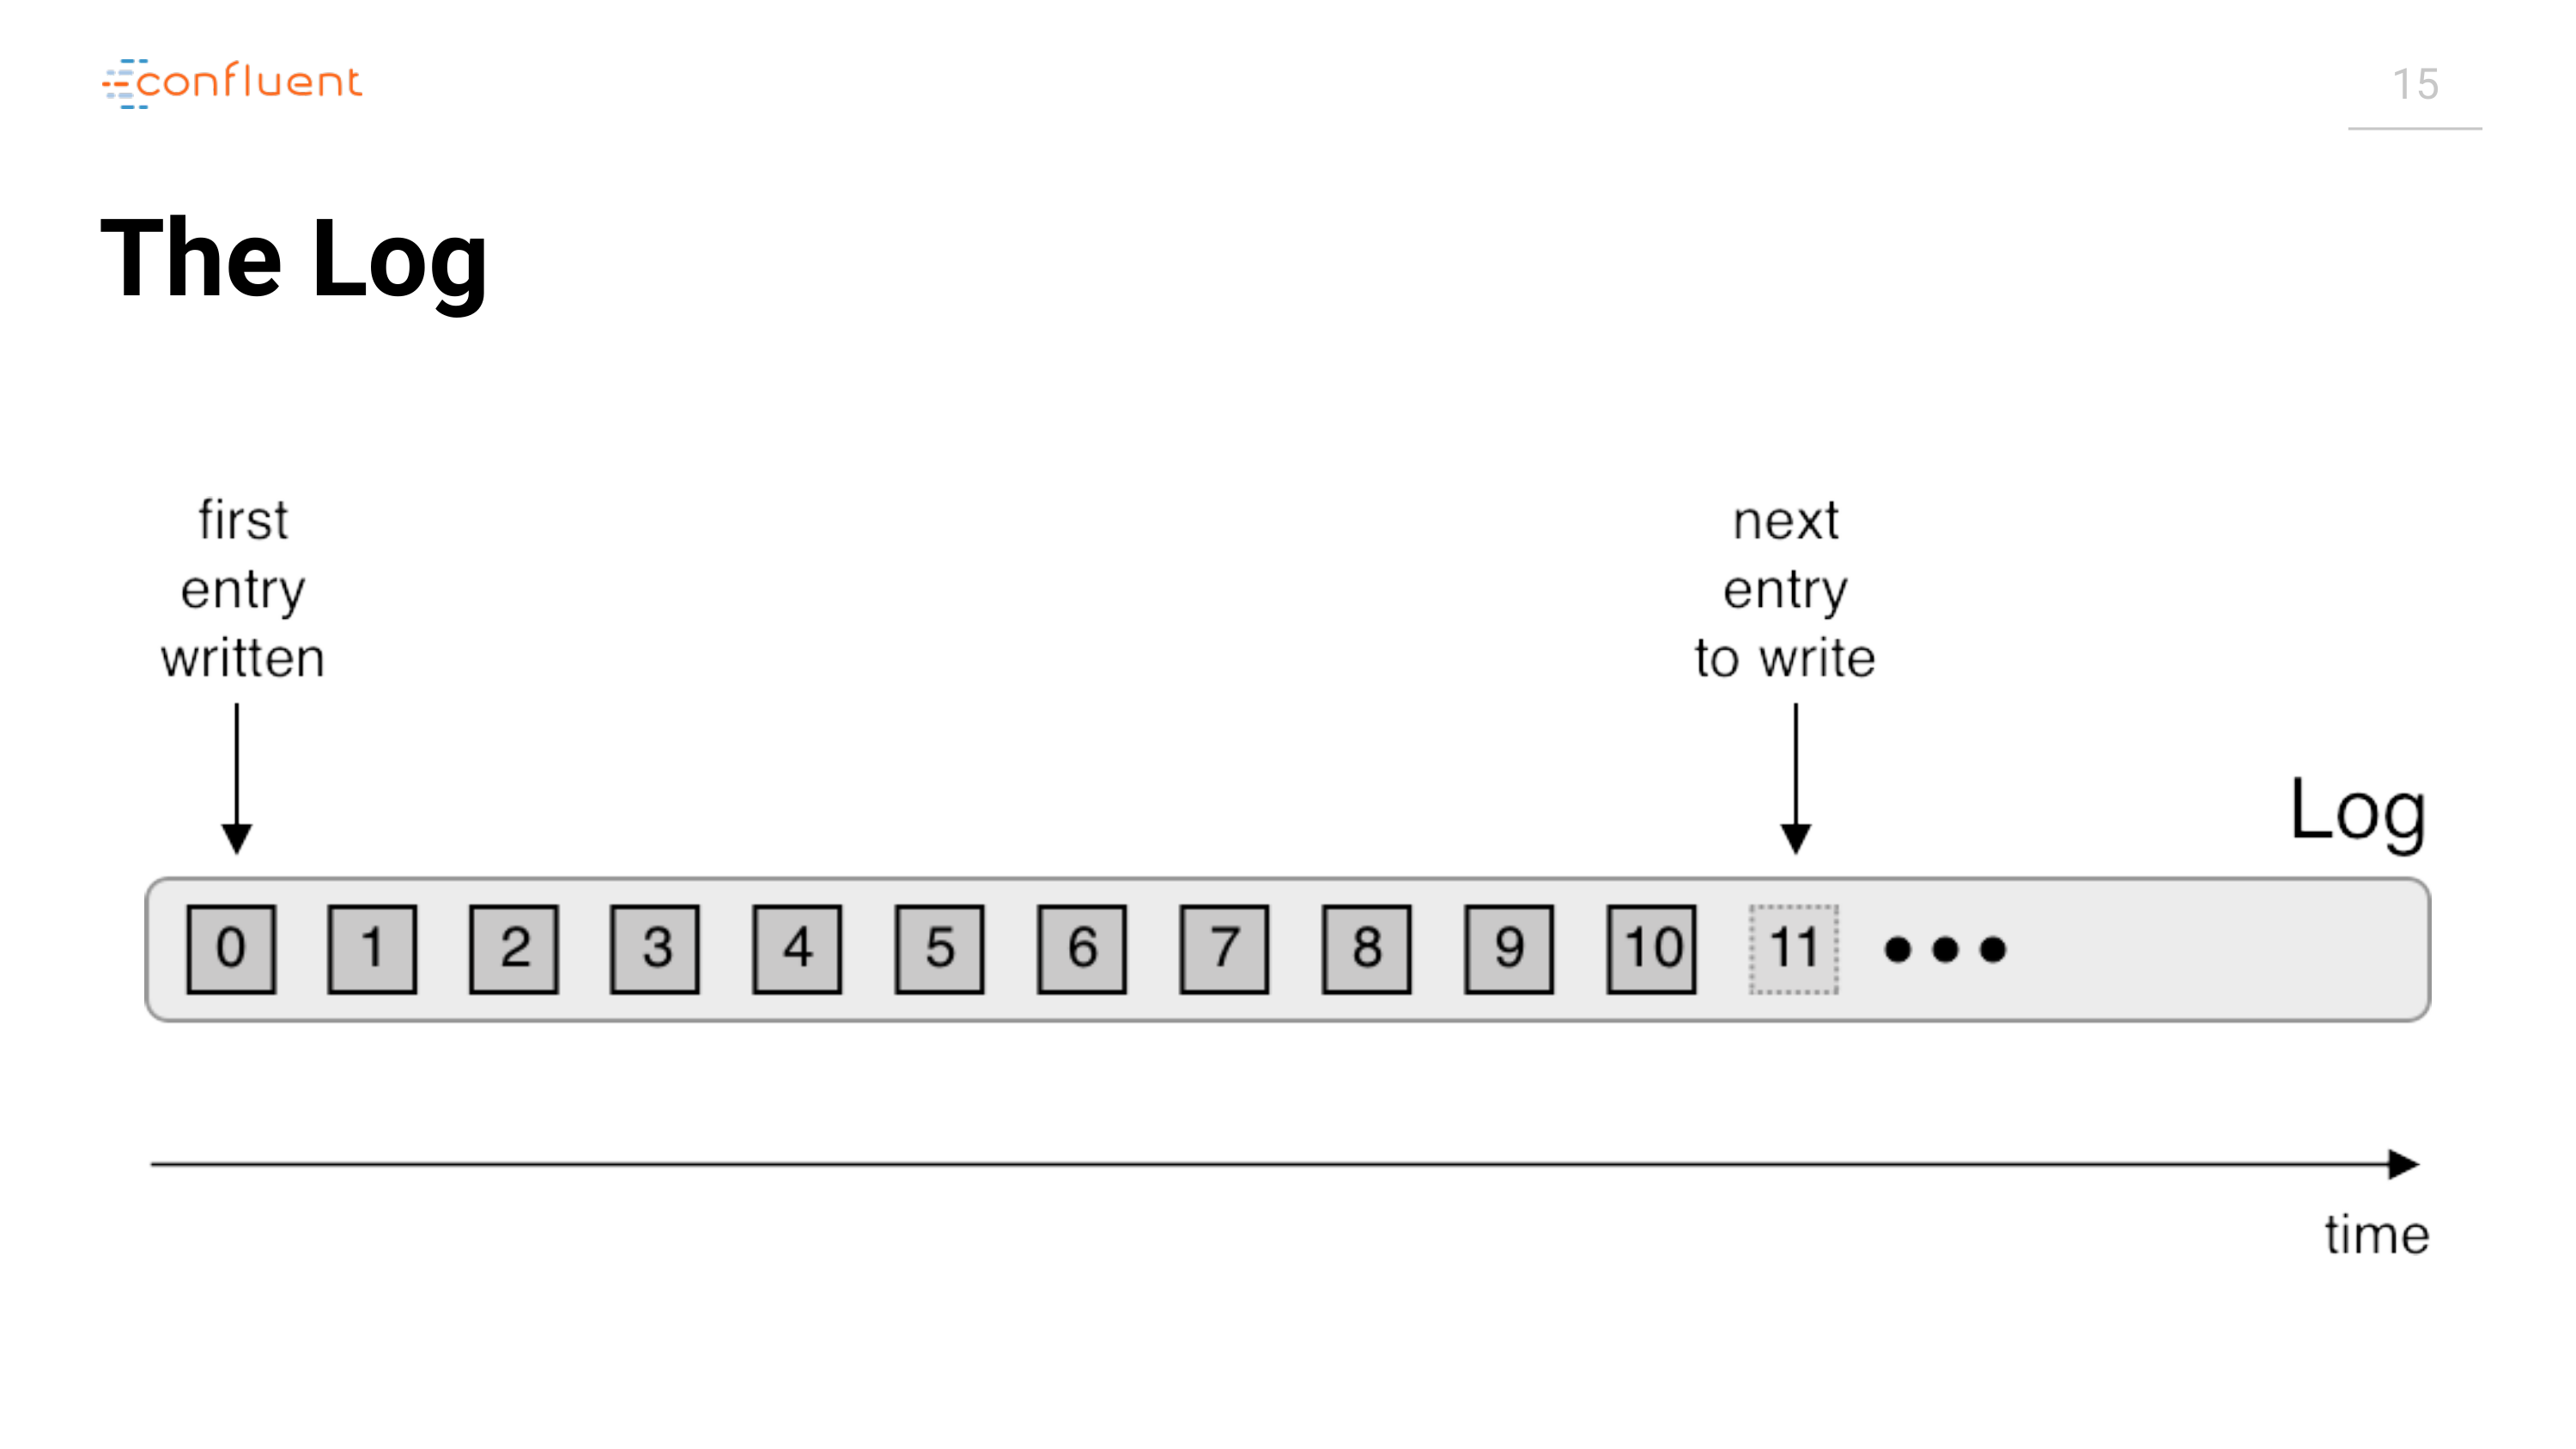 confluent
15
The Log
first
entry
written
next
entry
to write
Log
0 1 2 3 4 5 6 7 8 9 10 11 •••
time